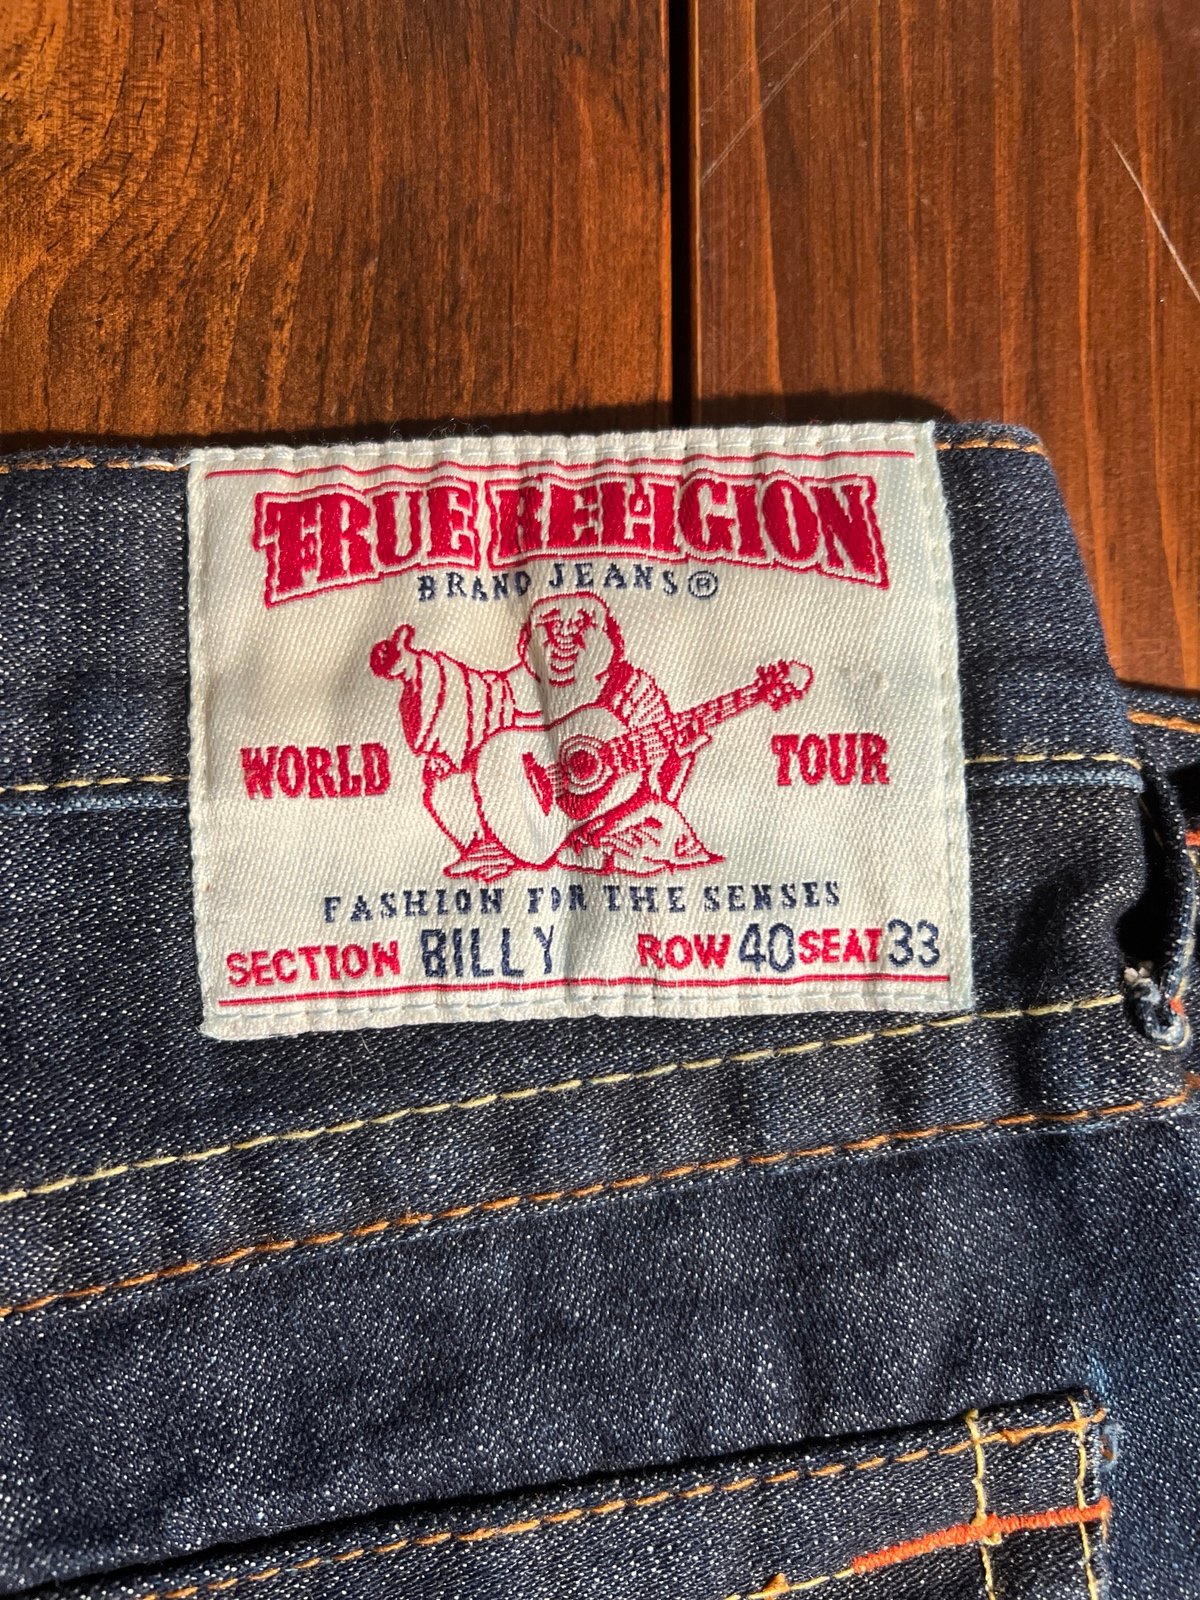 TRUE RELIGION
BRAND JEANS®
WORLD TOUR
FASHION FOR THE SENSES
SECTION BILLY ROW 40 SEAT 33